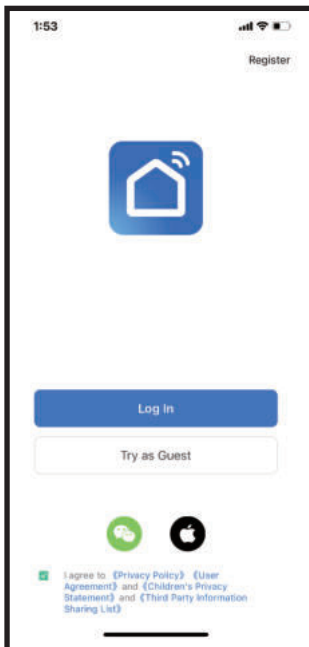 1:53
Register
Log In
Try as Guest
I agree to 《Privacy Policy》 《User
Agreement》 and 《Children's Privacy
Statement》 and 《Third Party Information
Sharing List》